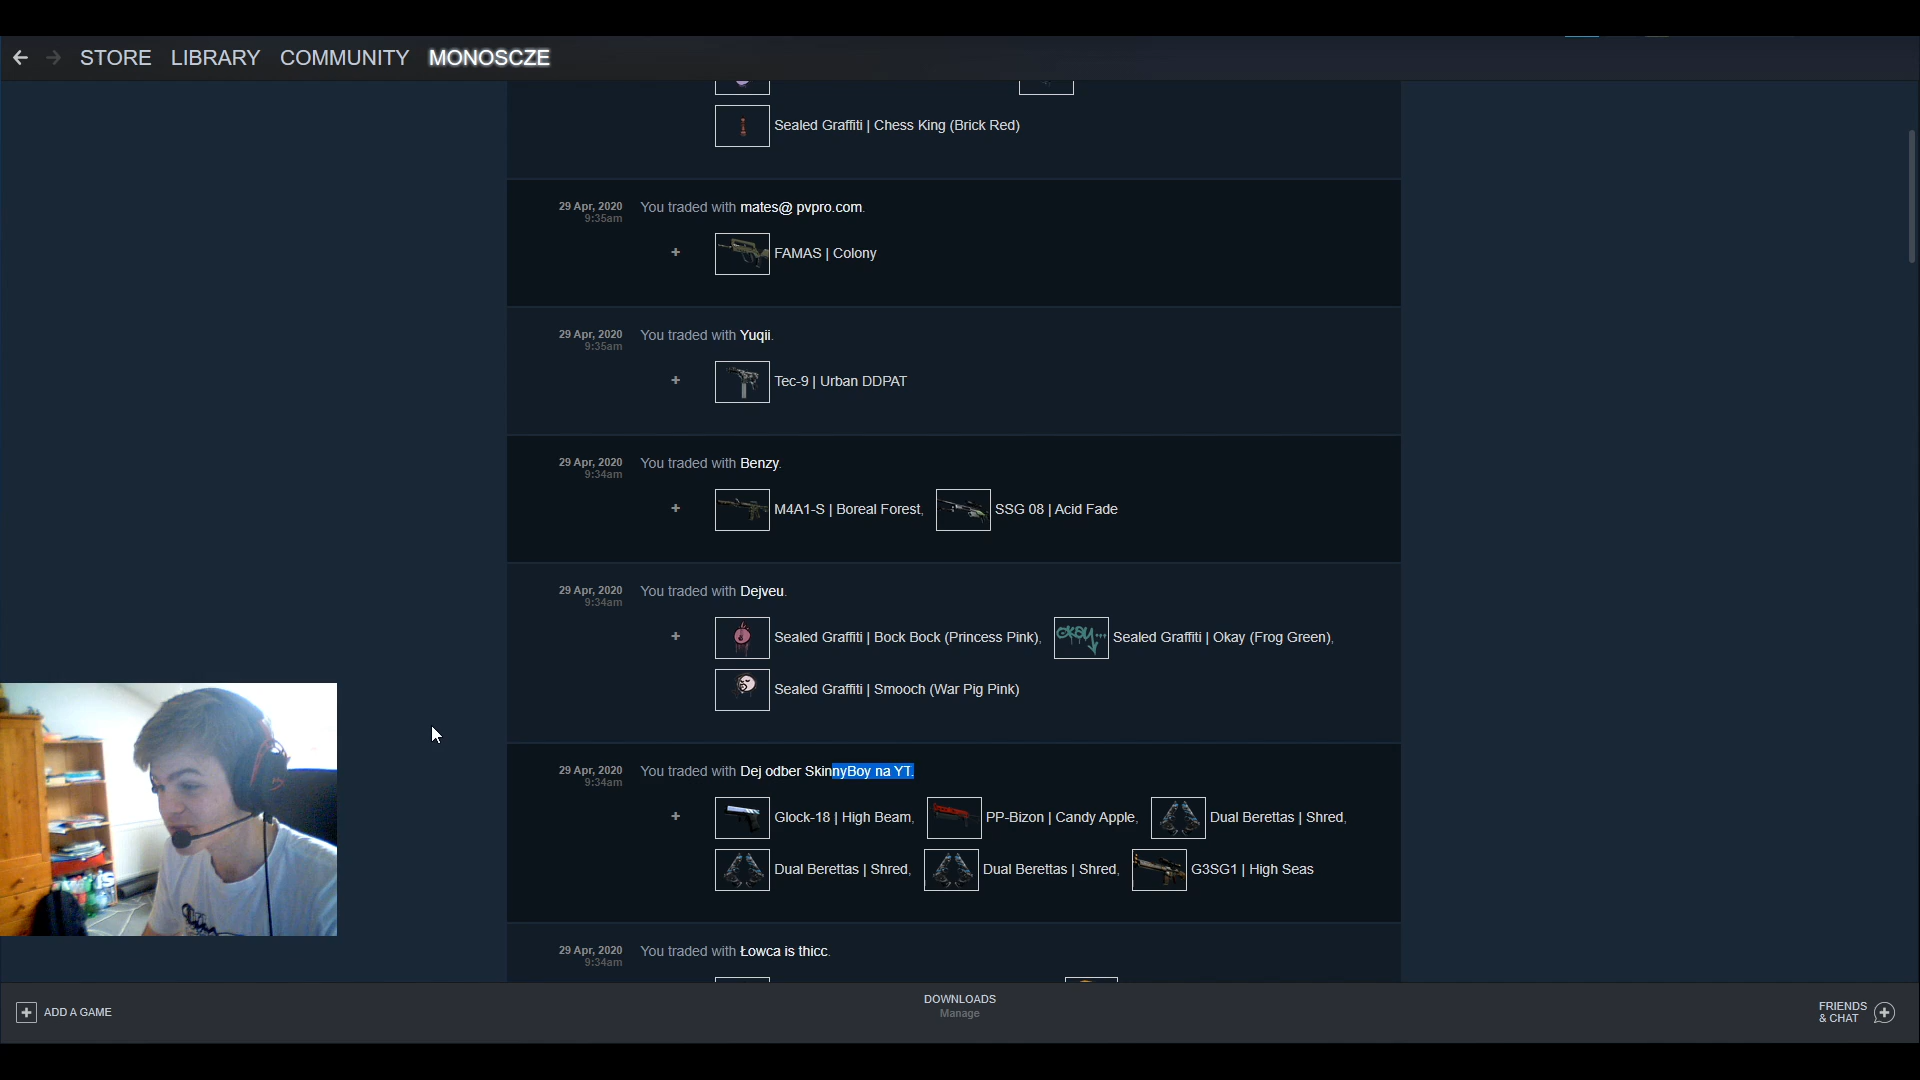 STORE LIBRARY COMMUNITY MONOSCZE
Sealed Graffiti | Chess King (Brick Red)
29 Apr, 2020 You traded with mates@ pvpro.com.
9:35am
+ FAMAS | Colony
29 Apr, 2020 You traded with Yuqii.
9:35am
+ Tec-9 | Urban DDPAT
29 Apr, 2020 You traded with Benzy.
9:34am
+ M4A1-S | Boreal Forest, SSG 08 | Acid Fade
29 Apr, 2020 You traded with Dejveu.
9:34am
+ Sealed Graffiti | Bock Bock (Princess Pink), Sealed Graffiti | Okay (Frog Green),
Sealed Graffiti | Smooch (War Pig Pink)
29 Apr, 2020 You traded with Dej odber SkinnyBoy na YT.
9:34am
+ Glock-18 | High Beam, PP-Bizon | Candy Apple, Dual Berettas | Shred,
Dual Berettas | Shred, Dual Berettas | Shred, G3SG1 | High Seas
29 Apr, 2020 You traded with Łowca is thicc.
9:34am
ADD A GAME
DOWNLOADS
Manage
FRIENDS
& CHAT